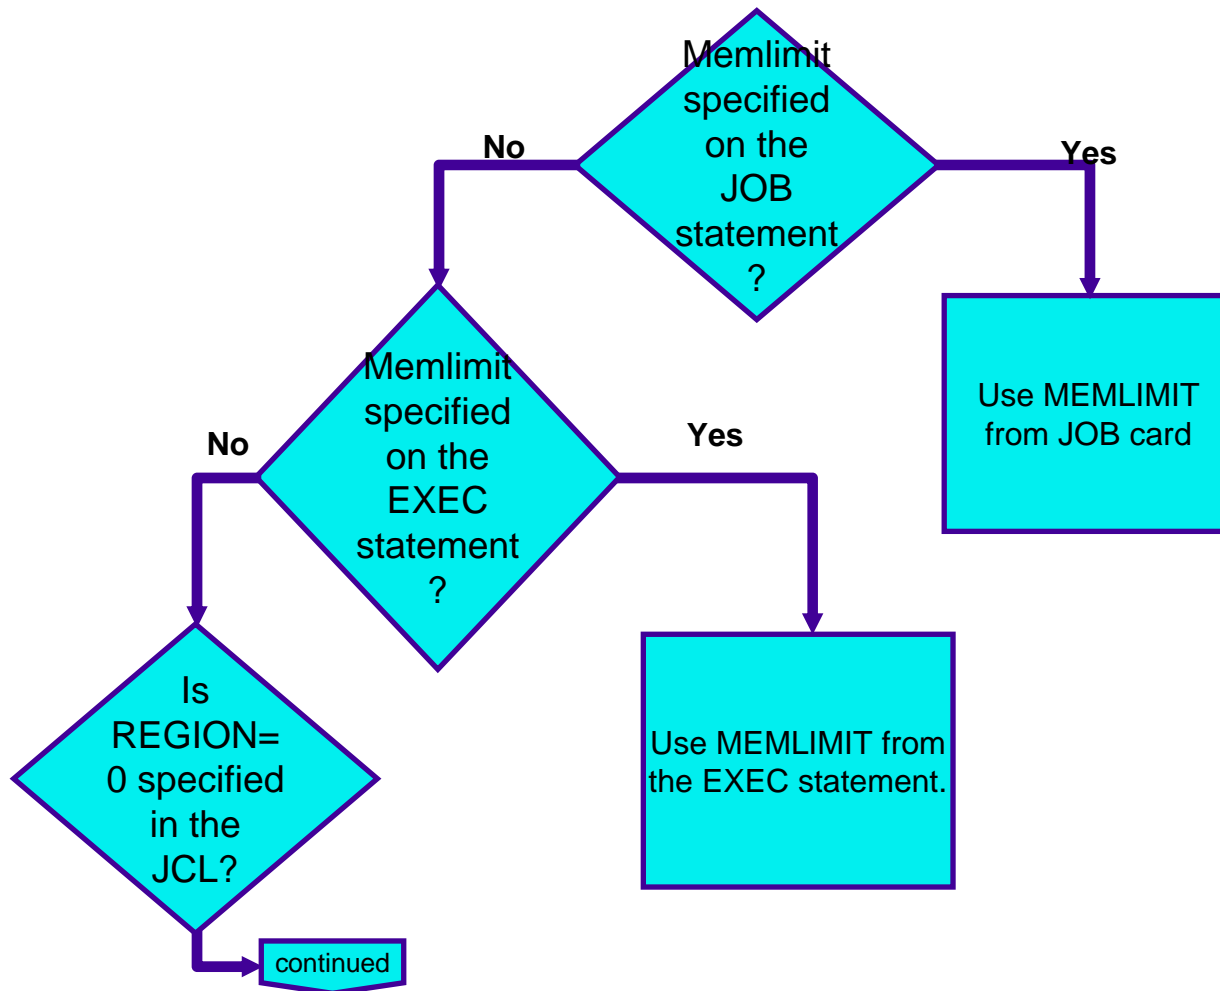 Memlimit
specified
on the
JOB
statement
?
No
Yes
Use MEMLIMIT
from JOB card
Memlimit
specified
on the
EXEC
statement
?
No
Yes
Use MEMLIMIT from
the EXEC statement.
Is
REGION=
0 specified
in the
JCL?
continued